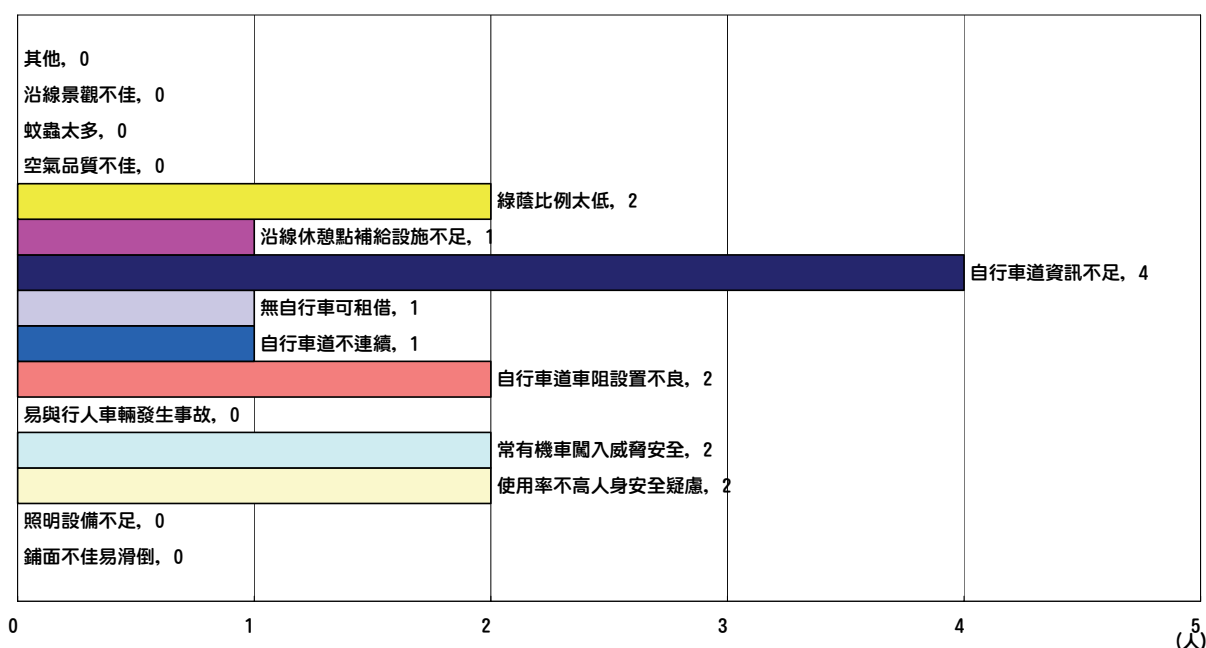 其他, 0
沿線景觀不佳, 0
蚊蟲太多, 0
空氣品質不佳, 0
綠蔭比例太低, 2
沿線休憩點補給設施不足, 1
自行車道資訊不足, 4
無自行車可租借, 1
自行車道不連續, 1
自行車道車阻設置不良, 2
易與行人車輛發生事故, 0
常有機車闖入威脅安全, 2
使用率不高人身安全疑慮, 2
照明設備不足, 0
鋪面不佳易滑倒, 0
0 1 2 3 4 5
(人)